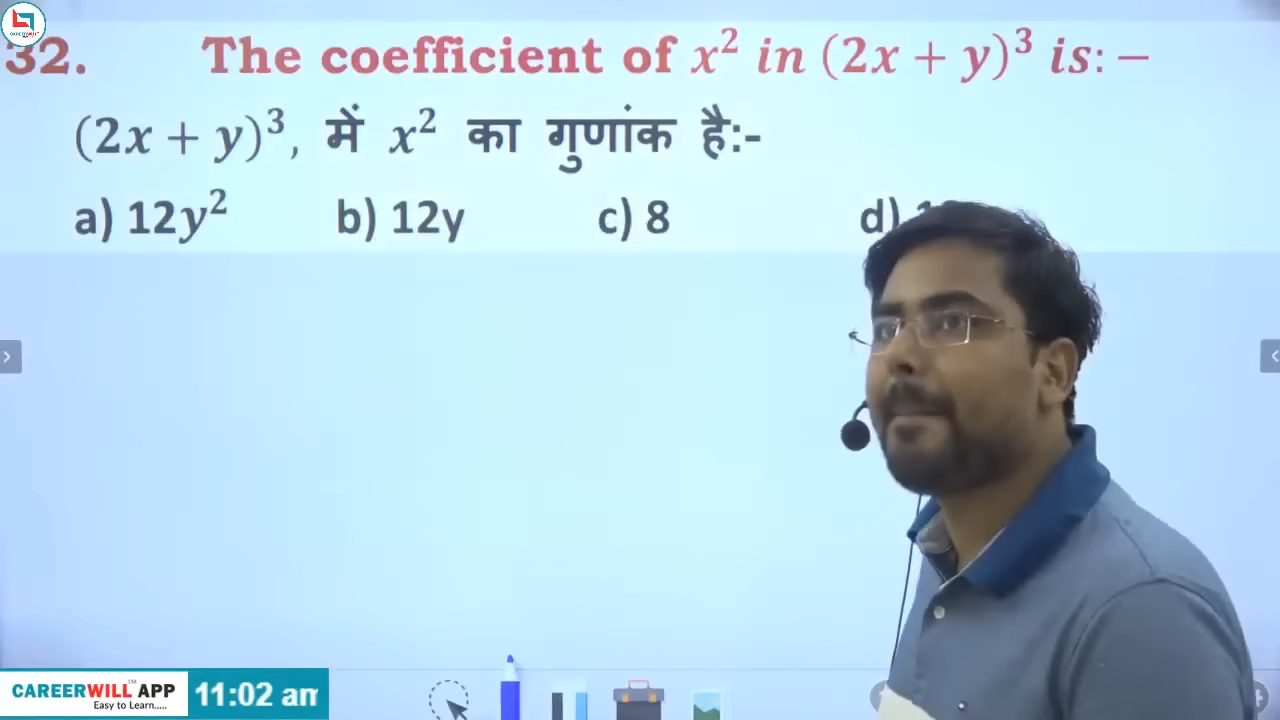 CAREERWILL
32. The coefficient of x² in (2x + y)³ is: −
(2x + y)³, में x² का गुणांक है:-
a) 12y² b) 12y c) 8 d)
CAREERWILL™ APP
Easy to Learn.....
11:02 am